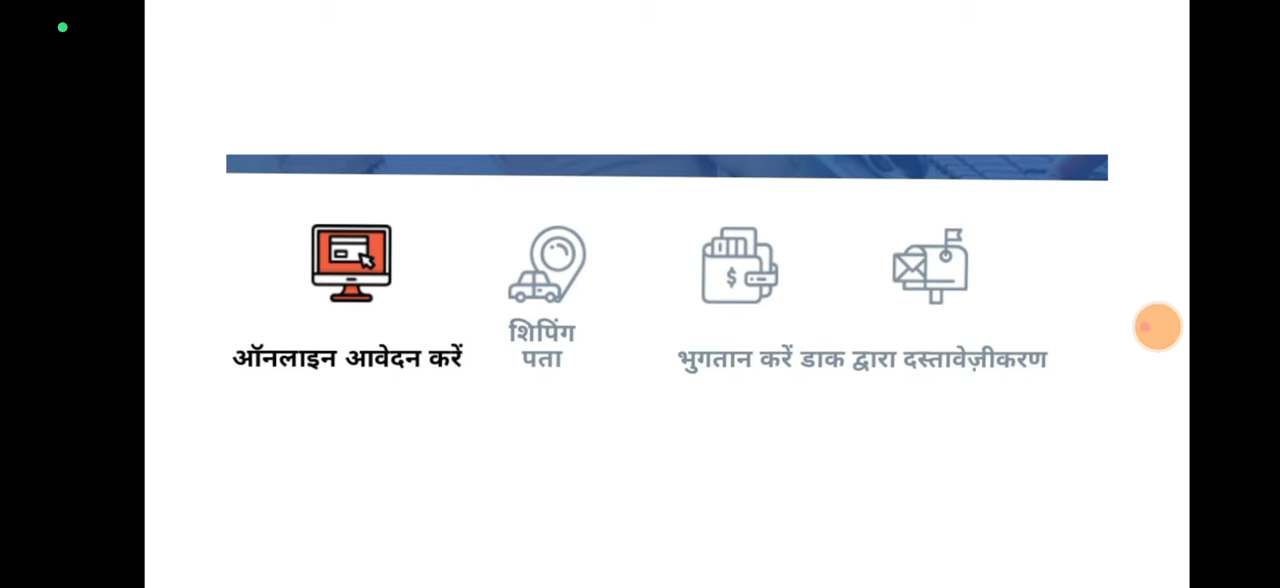 ऑनलाइन आवेदन करें
शिपिंग
पता
भुगतान करें डाक द्वारा दस्तावेज़ीकरण